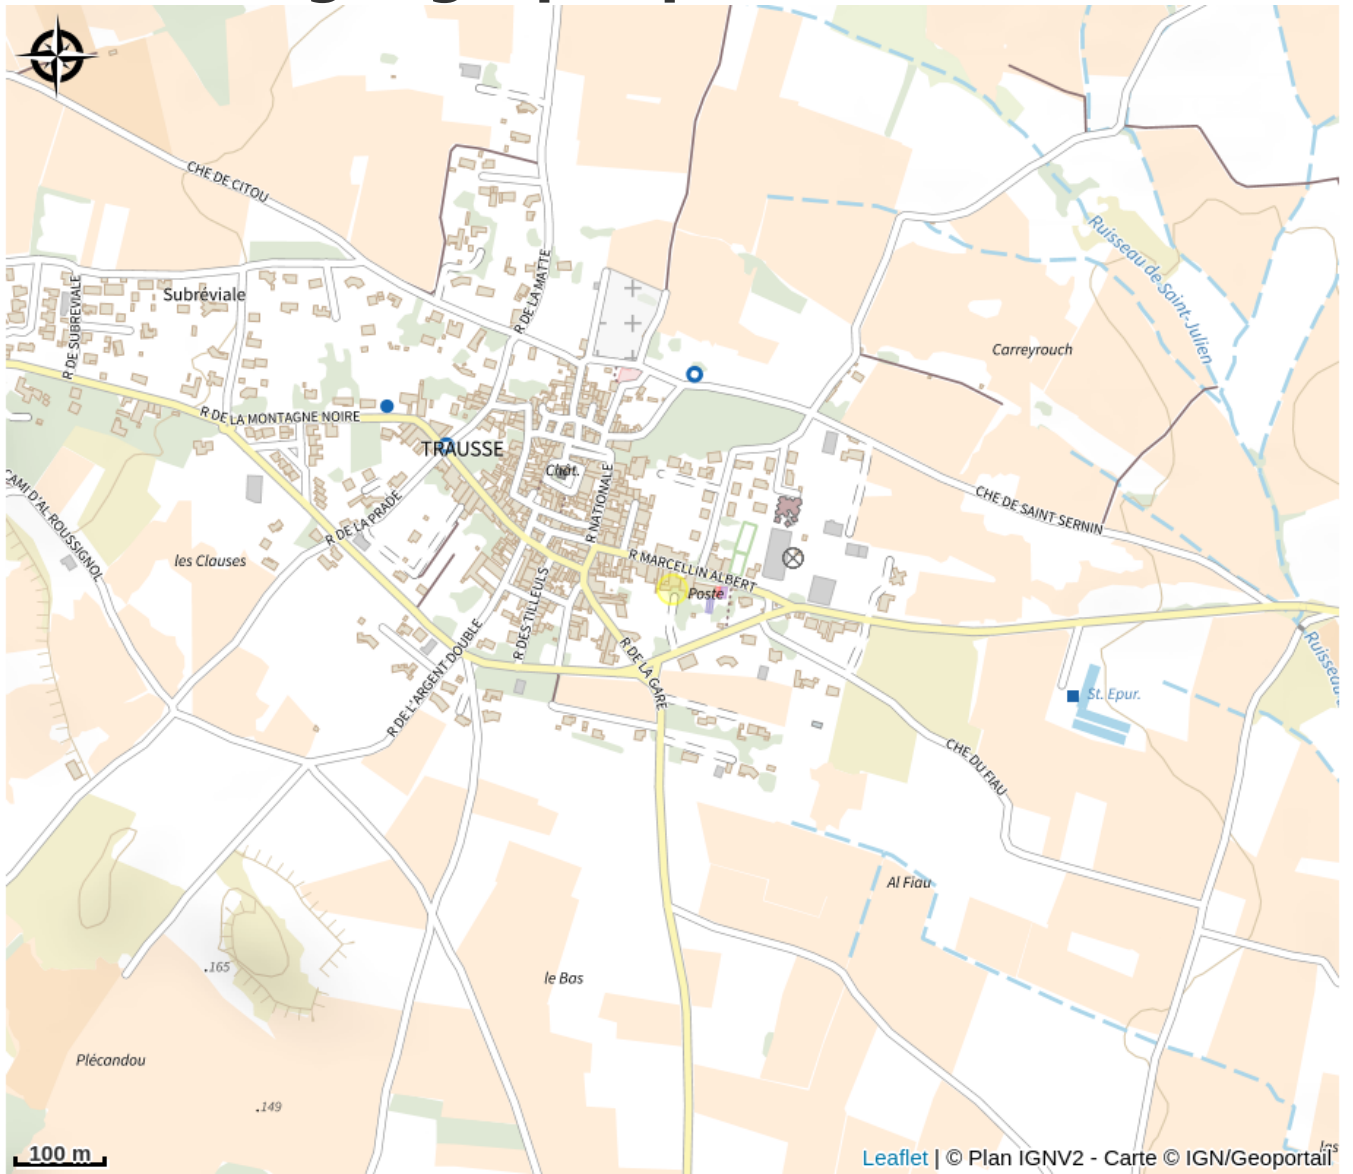 CHE DE CITOU
R DE LA MATTE
Subréviale
R DE SUBREVIALE
Ruisseau de Saint-Julien
Carreyrouch
R DE LA MONTAGNE NOIRE
TRAUSSE
Chât.
R NATIONALE
CAMI D'AL ROUSSIGNOL
R DE LA PRADE
CHE DE SAINT SERNIN
les Clauses
R MARCELLIN ALBERT
Poste
R DES TILLEULS
R DE L'ARGENT DOUBLE
R DE LA GARE
St. Epur.
CHE DU FIAU
Al Fiau
.165
le Bas
Plécandou
.149
100 m
Leaflet | © Plan IGNV2 - Carte © IGN/Geoportail